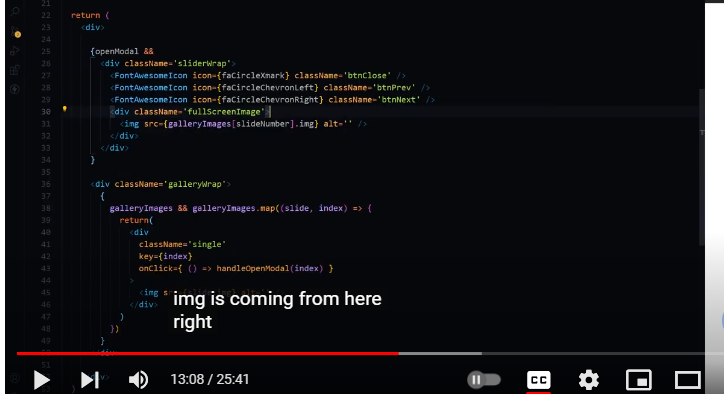 21
22 return (
23 <div>
24
25 {openModal &&
26 <div className='sliderWrap'>
27 <FontAwesomeIcon icon={faCircleXmark} className='btnClose' />
28 <FontAwesomeIcon icon={faCircleChevronLeft} className='btnPrev' />
29 <FontAwesomeIcon icon={faCircleChevronRight} className='btnNext' />
30 <div className='fullScreenImage'>
31 <img src={galleryImages[slideNumber].img} alt='' />
32 </div>
33 </div>
34 }
35
36 <div className='galleryWrap'>
37 {
38 galleryImages && galleryImages.map((slide, index) => {
39 return(
40 <div
41 className='single'
42 key={index}
43 onClick={ () => handleOpenModal(index) }
44 >
45 <img
46 </div>
47 )
48 })
49 }
51
img is coming from here
right
13:08 / 25:41
CC